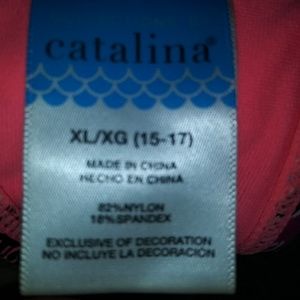 catalina®
XL/XG (15-17)
MADE IN CHINA
HECHO EN CHINA
82%NYLON
18%SPANDEX
EXCLUSIVE OF DECORATION
NO INCLUYE LA DECORACION